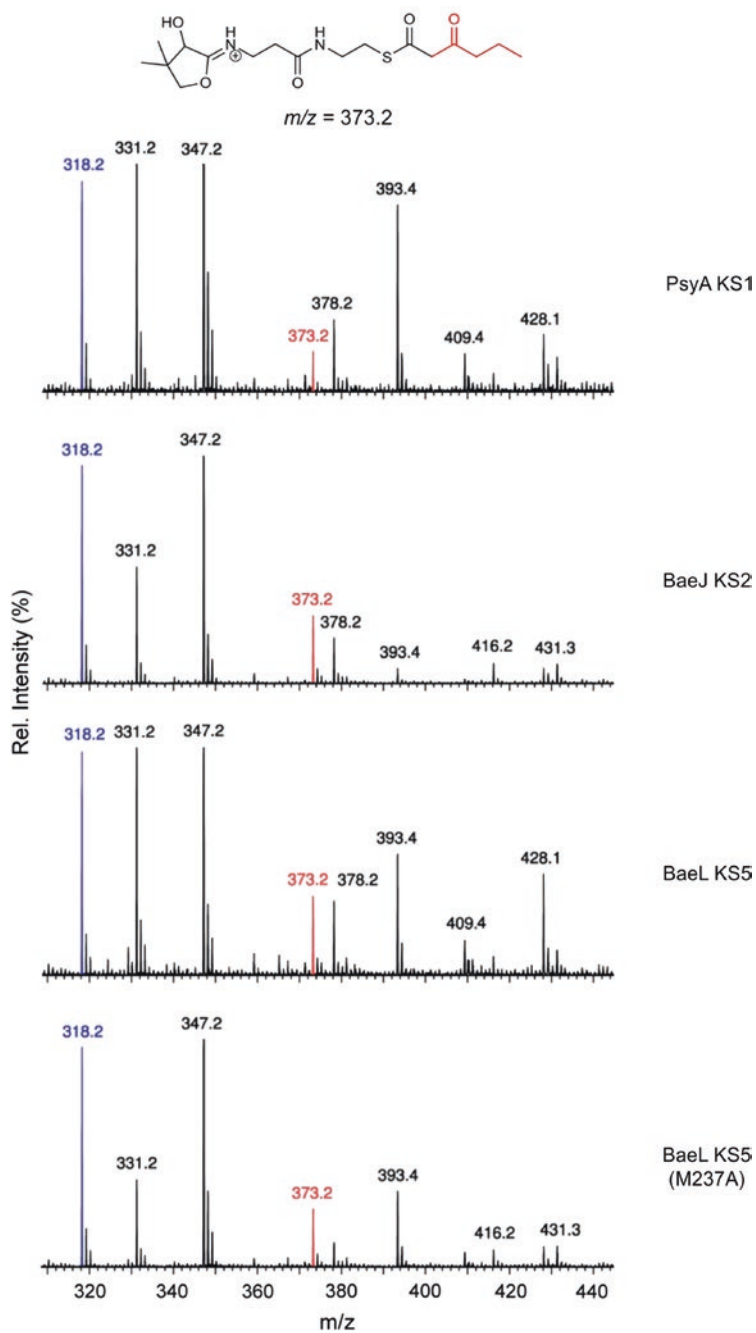 HO
O
O
O
H
N
H
N
S
O
O
m/z = 373.2
318.2 331.2 347.2 373.2 378.2 393.4 409.4 428.1
PsyA KS1
318.2 331.2 347.2 373.2 378.2 393.4 416.2 431.3
BaeJ KS2
318.2 331.2 347.2 373.2 378.2 393.4 409.4 428.1
BaeL KS5
318.2 331.2 347.2 373.2 393.4 416.2 431.3
BaeL KS5
(M237A)
Rel. Intensity (%)
320 340 360 380 400 420 440
m/z